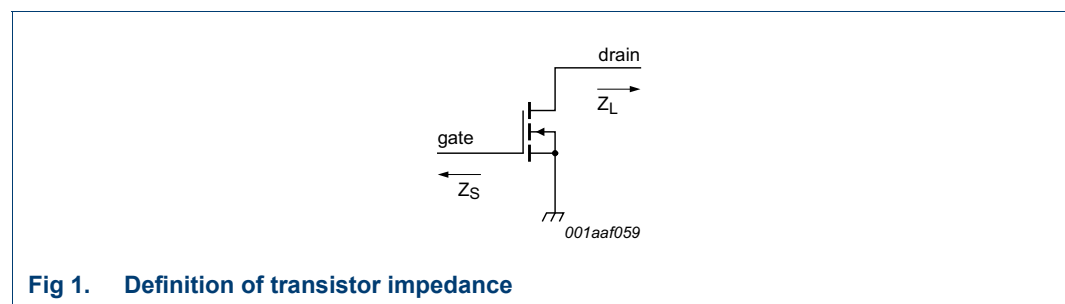 drain
Z_L
gate
Z_S
001aaf059
Fig 1. Definition of transistor impedance